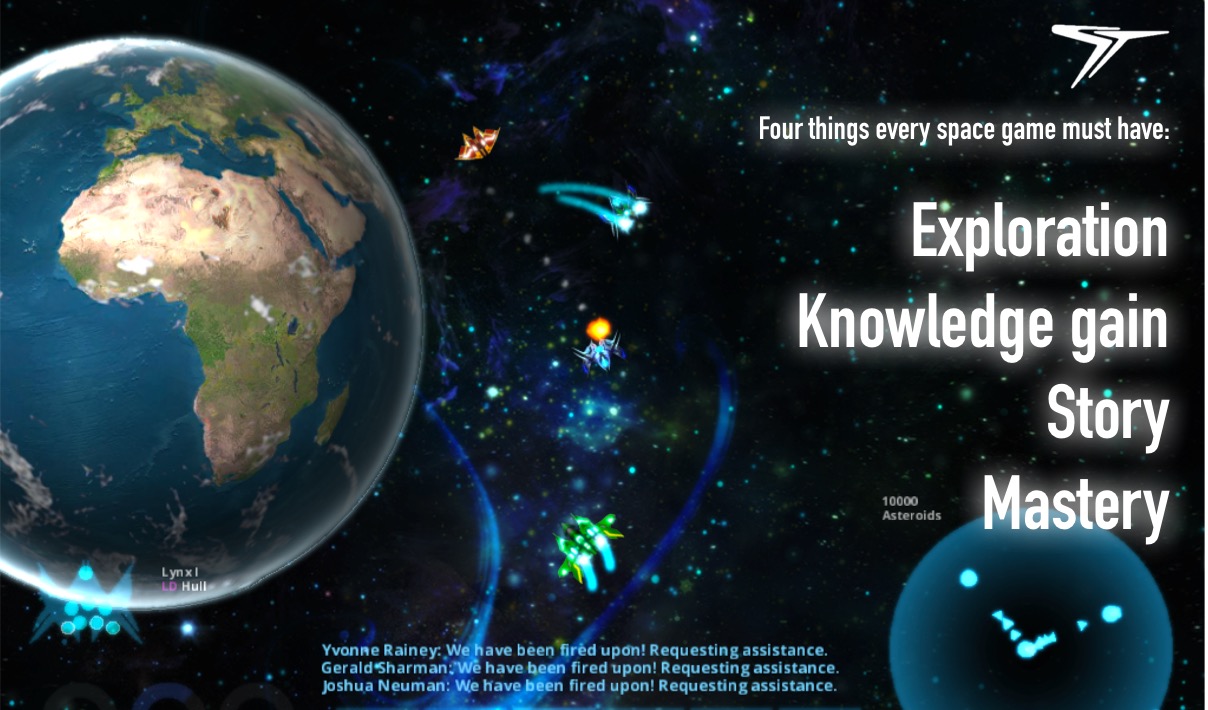 Four things every space game must have:
Exploration
Knowledge gain
Story
Mastery
10000
Asteroids
Lynx I
LD Hull
Yvonne Rainey: We have been fired upon! Requesting assistance.
Gerald Sharman: We have been fired upon! Requesting assistance.
Joshua Neuman: We have been fired upon! Requesting assistance.